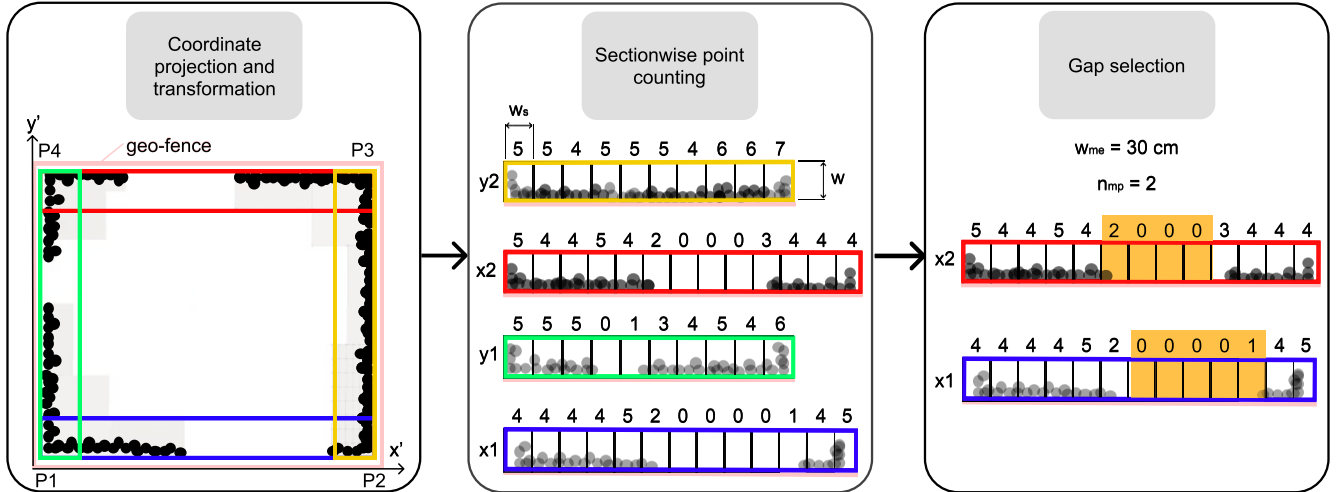 Coordinate
projection and
transformation
y'
P4
geo-fence
P3
x'
P1
P2
Sectionwise point
counting
ws
5 5 4 5 5 5 4 6 6 7
y2
w
5 4 4 5 4 2 0 0 0 3 4 4 4
x2
5 5 5 0 1 3 4 5 4 6
y1
4 4 4 4 5 2 0 0 0 0 1 4 5
x1
Gap selection
wme = 30 cm
nmp = 2
5 4 4 5 4 2 0 0 0 3 4 4 4
x2
4 4 4 4 5 2 0 0 0 0 1 4 5
x1